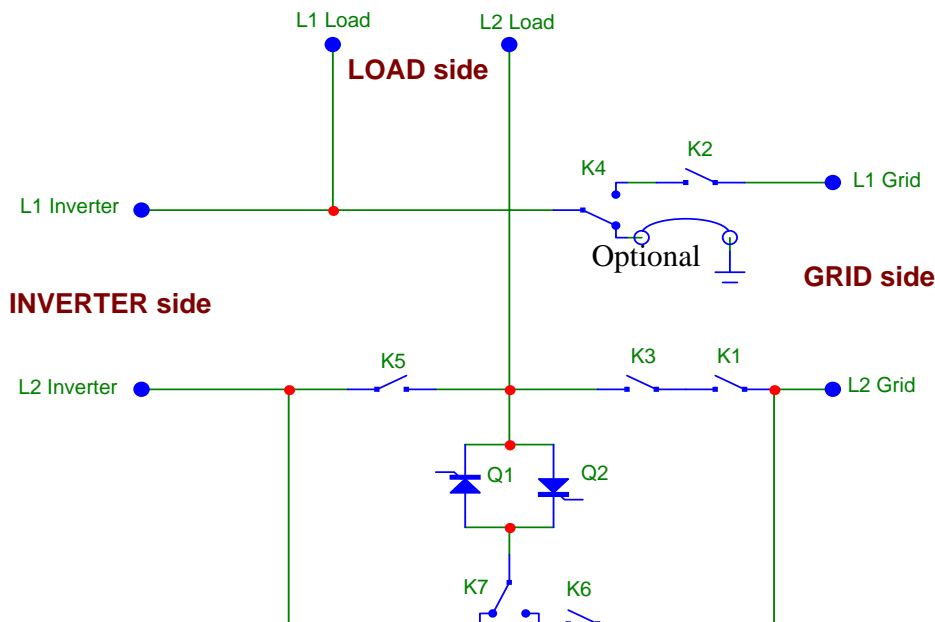 L1 Load
L2 Load
LOAD side
K2
K4
L1 Grid
L1 Inverter
Optional
GRID side
INVERTER side
K5
K3
K1
L2 Inverter
L2 Grid
Q1
Q2
K7
K6